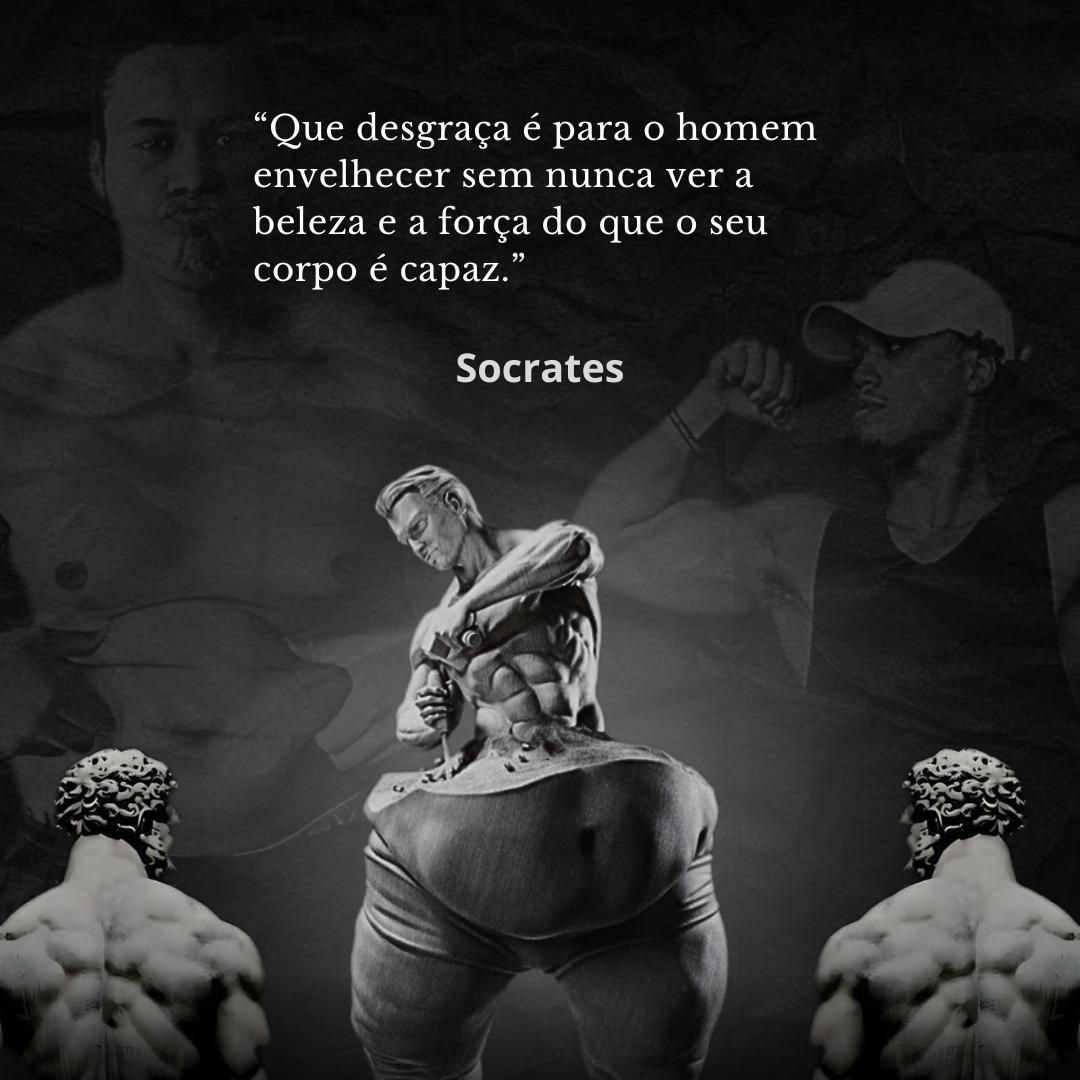 “Que desgraça é para o homem
envelhecer sem nunca ver a
beleza e a força do que o seu
corpo é capaz.”
Socrates